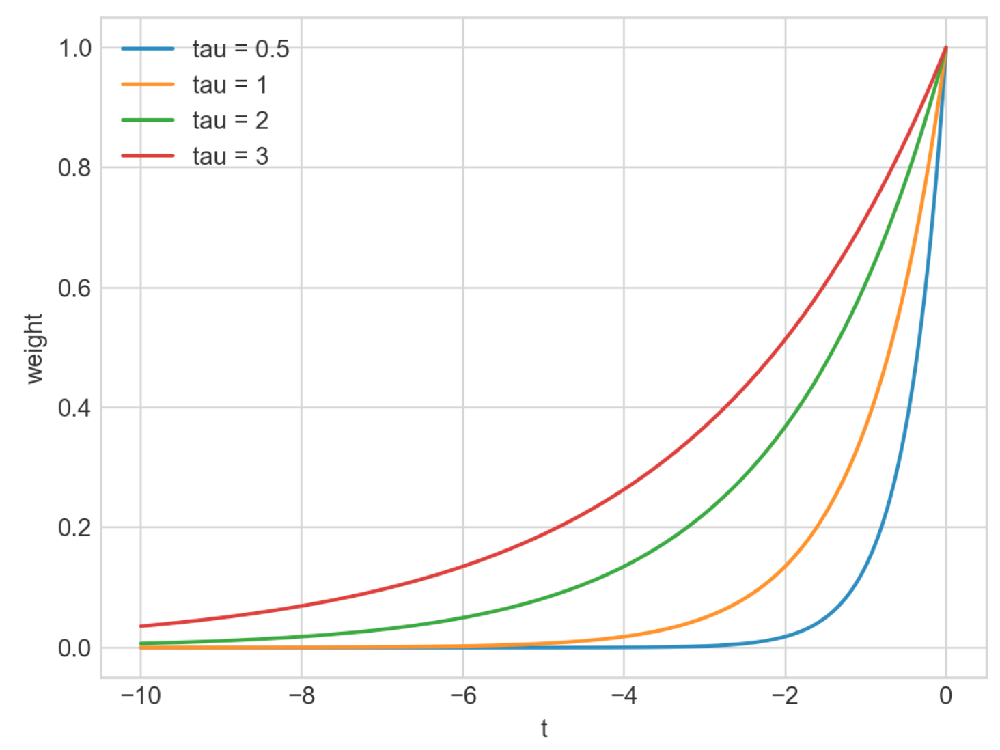 1.0
0.8
0.6
0.4
0.2
0.0
weight
tau = 0.5
tau = 1
tau = 2
tau = 3
−10 −8 −6 −4 −2 0
t